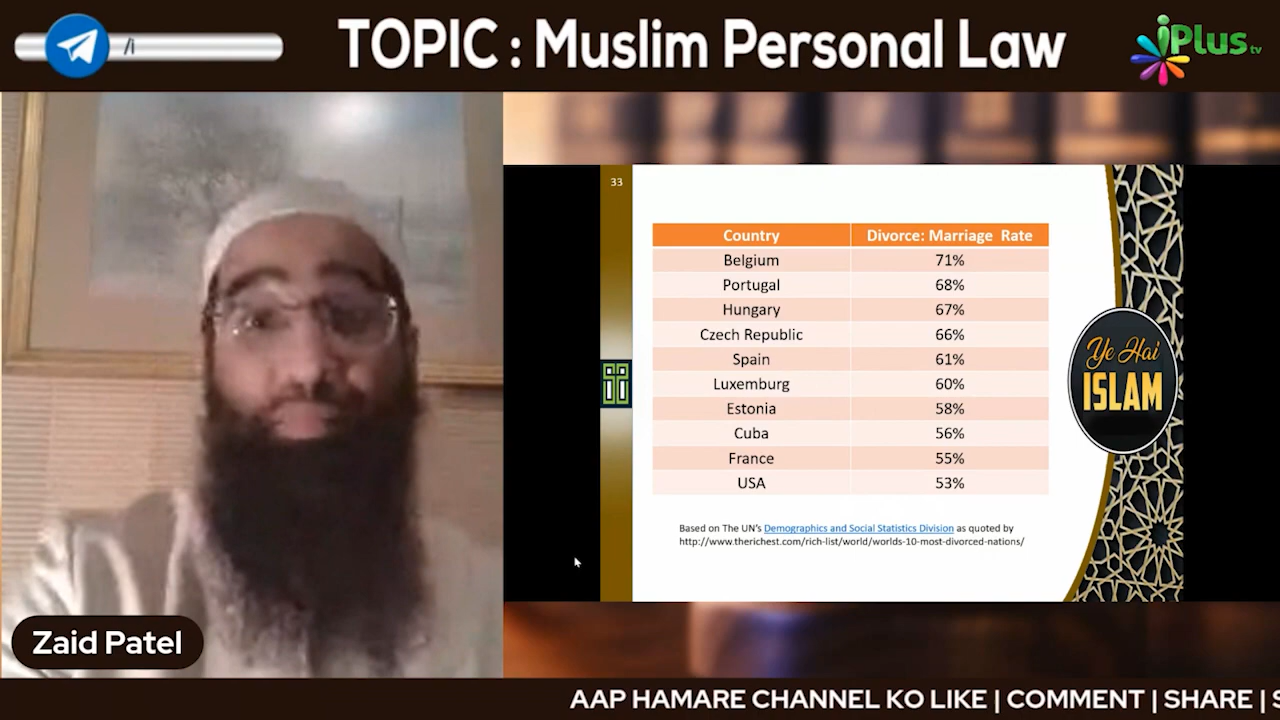 /i
TOPIC : Muslim Personal Law
iPlus tv
33
Country Divorce: Marriage Rate
Belgium 71%
Portugal 68%
Hungary 67%
Czech Republic 66%
Spain 61%
Luxemburg 60%
Estonia 58%
Cuba 56%
France 55%
USA 53%
Based on The UN's Demographics and Social Statistics Division as quoted by
http://www.therichest.com/rich-list/world/worlds-10-most-divorced-nations/
Ye Hai
ISLAM
Zaid Patel
AAP HAMARE CHANNEL KO LIKE | COMMENT | SHARE | S